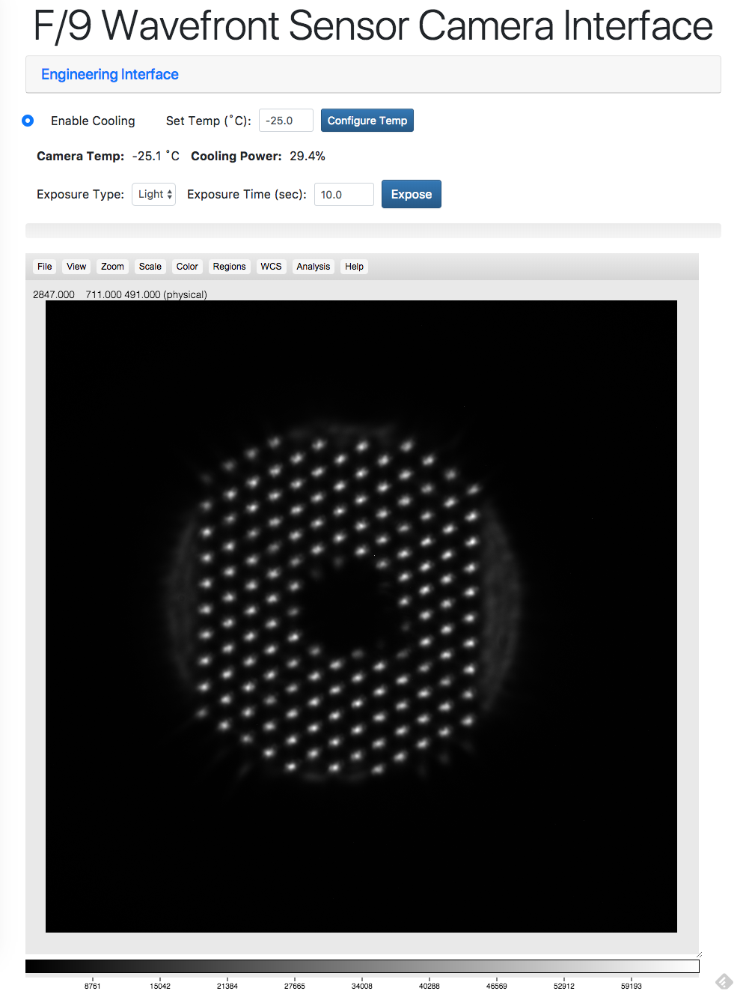 F/9 Wavefront Sensor Camera Interface
Engineering Interface
Enable Cooling Set Temp (˚C): -25.0 Configure Temp
Camera Temp: -25.1 ˚C Cooling Power: 29.4%
Exposure Type: Light Exposure Time (sec): 10.0 Expose
File View Zoom Scale Color Regions WCS Analysis Help
2847.000 711.000 491.000 (physical)
8761 15042 21384 27665 34008 40288 46569 52912 59193